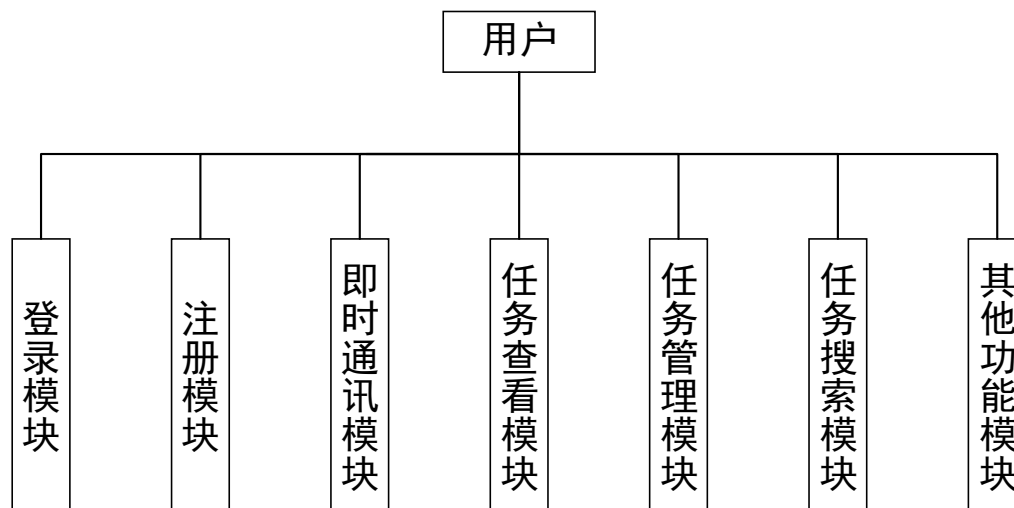 用户
登录模块
注册模块
即时通讯模块
任务查看模块
任务管理模块
任务搜索模块
其他功能模块